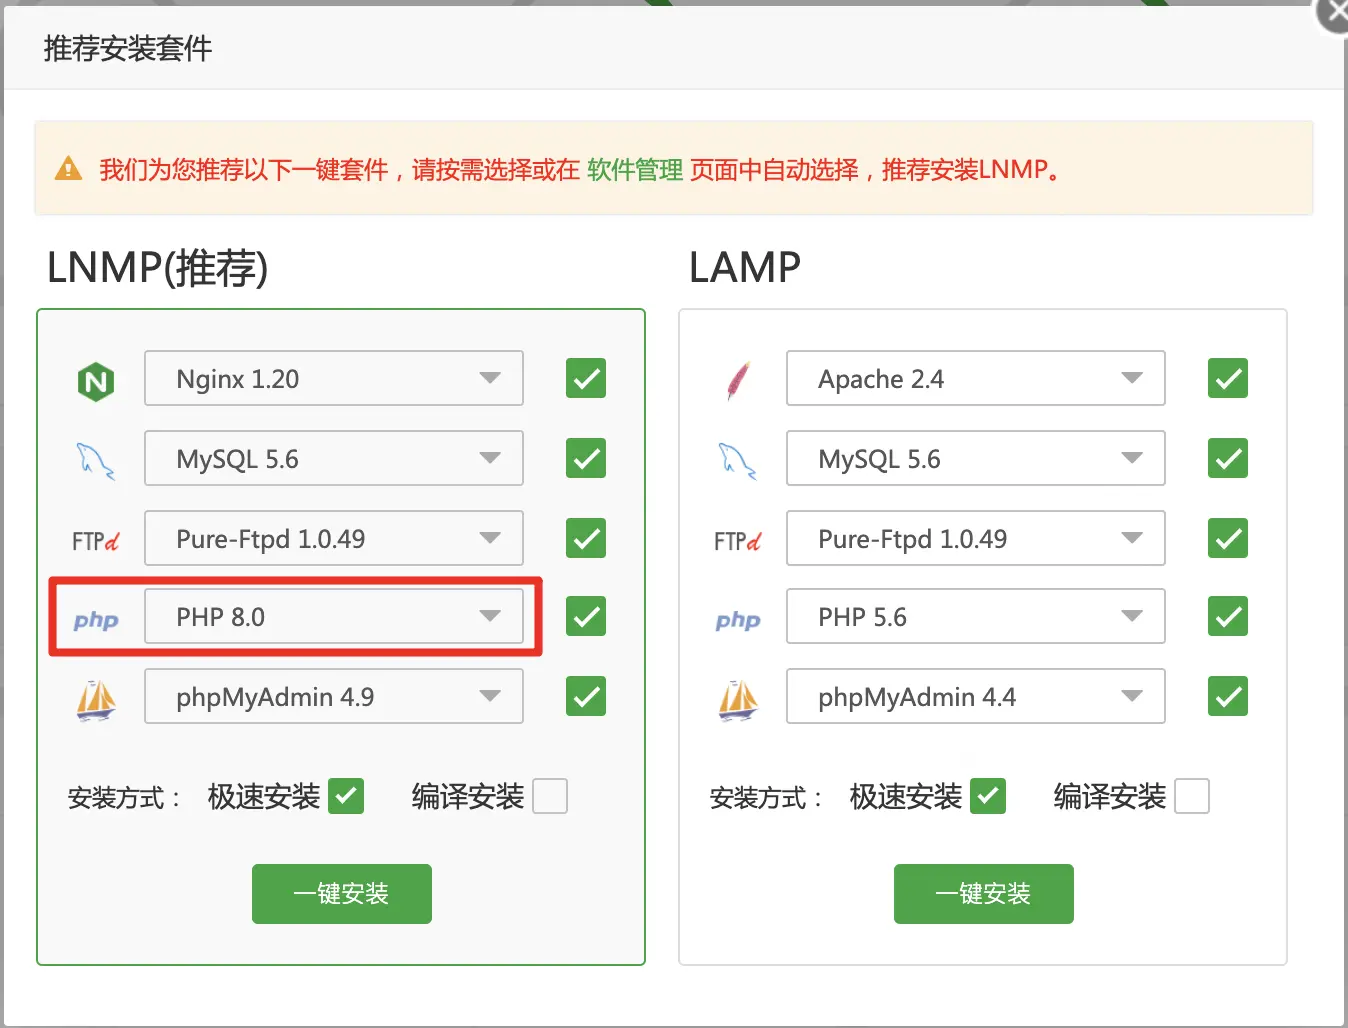 推荐安装套件
我们为您推荐以下一键套件，请按需选择或在 软件管理 页面中自动选择，推荐安装LNMP。
LNMP(推荐)
Nginx 1.20
MySQL 5.6
FTPd
Pure-Ftpd 1.0.49
php
PHP 8.0
phpMyAdmin 4.9
安装方式： 极速安装 编译安装
一键安装
LAMP
Apache 2.4
MySQL 5.6
FTPd
Pure-Ftpd 1.0.49
php
PHP 5.6
phpMyAdmin 4.4
安装方式： 极速安装 编译安装
一键安装